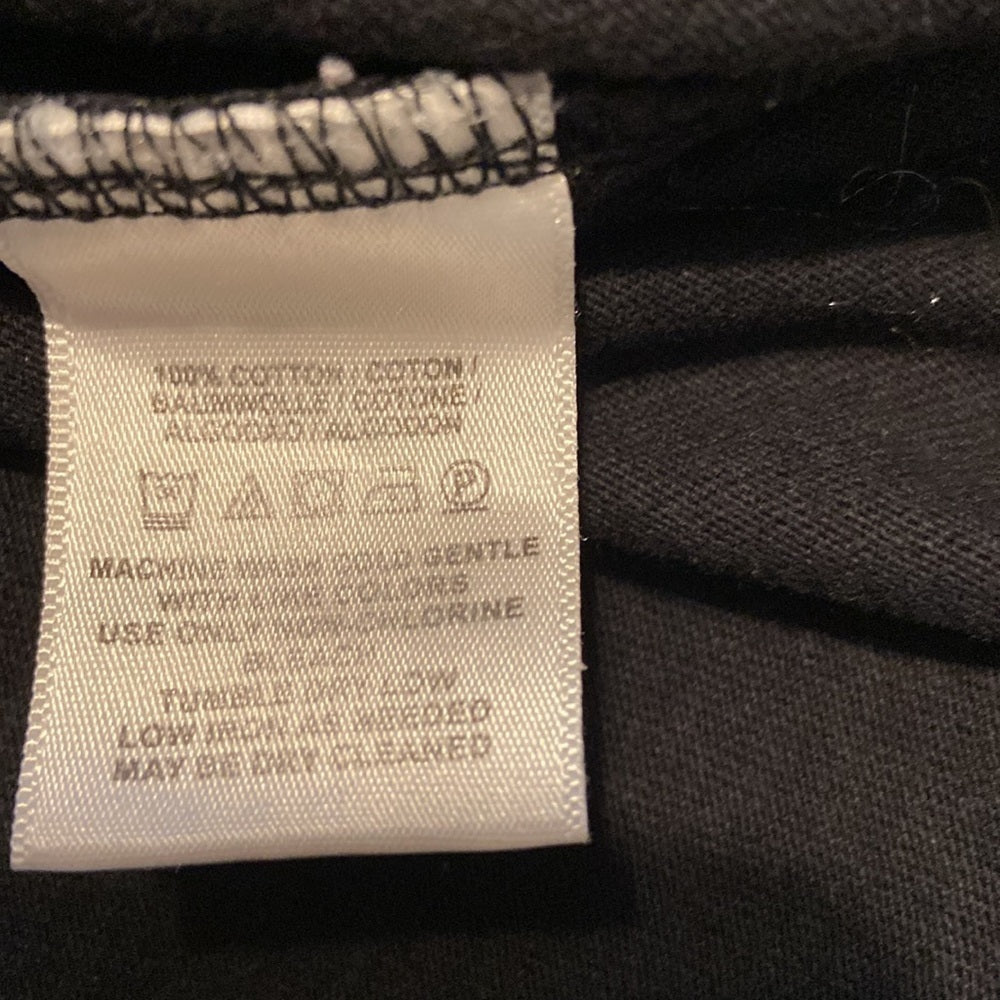 100% COTTON / COTON /
BAUMWOLLE / COTONE /
ALGODAO / ALGODON
P
MACHINE WASH COLD GENTLE
WITH LIKE COLORS
USE ONLY NON-CHLORINE
BLEACH
TUMBLE DRY LOW
LOW IRON AS NEEDED
MAY BE DRY CLEANED